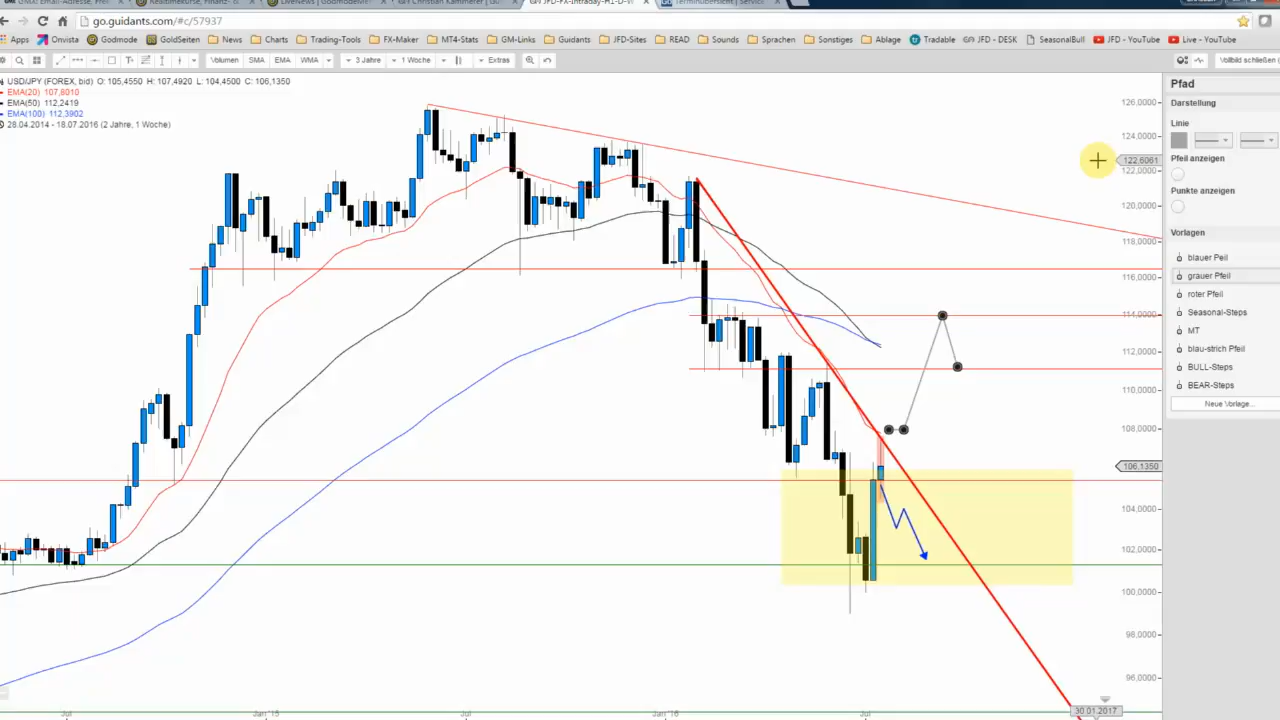 go.guidants.com/#c/57937
Apps Onvista Godmode GoldSeiten News Charts Trading-Tools FX-Maker MT4-Stats GM-Links Guidants JFD-Sites READ Sounds Sprachen Sonstiges Ablage Tradable JFD - DESK SeasonalBull JFD - YouTube Live - YouTube
Volumen SMA EMA WMA 3 Jahre 1 Woche Extras Vollbild schließen
USD/JPY (FOREX, bid) O: 105,4550 H: 107,4920 L: 104,4500 C: 106,1350
EMA(20) 107,8010
EMA(50) 112,2419
EMA(100) 112,3902
28.04.2014 - 18.07.2016 (2 Jahre, 1 Woche)
126,0000
124,0000
122,6061
122,0000
120,0000
118,0000
116,0000
114,0000
112,0000
110,0000
108,0000
106,1350
104,0000
102,0000
100,0000
98,0000
96,0000
Jul Jan '15 Jul Jan '16 Jul 30.01.2017
Pfad
Darstellung
Linie
Pfeil anzeigen
Punkte anzeigen
Vorlagen
blauer Peil
grauer Pfeil
roter Pfeil
Seasonal-Steps
MT
blau-strich Pfeil
BULL-Steps
BEAR-Steps
Neue Vorlage...